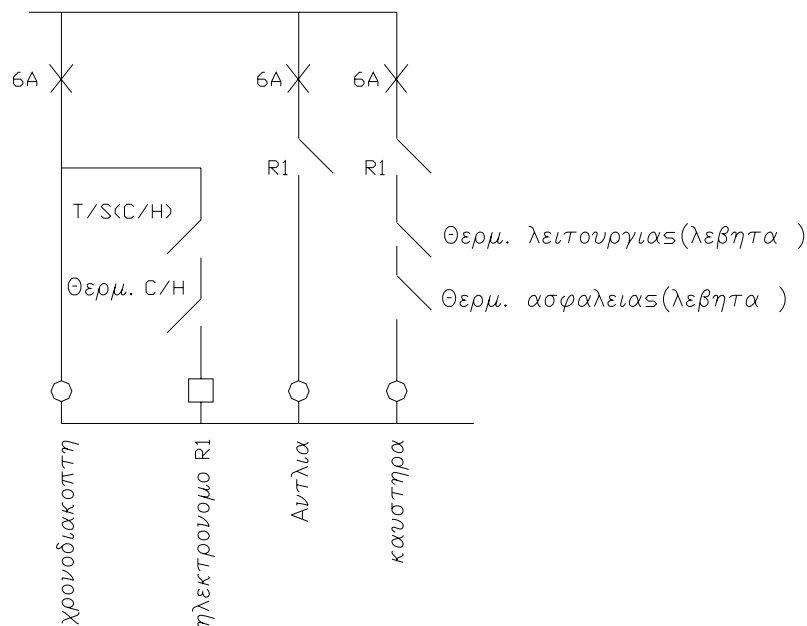 6A
6A
6A
R1
R1
T/S(C/H)
Θερμ. λειτουργιας(λεβητα )
Θερμ. C/H
Θερμ. ασφαλειας(λεβητα )
χρονοδιακοπτη
ηλεκτρονομο R1
Αντλια
καυστηρα